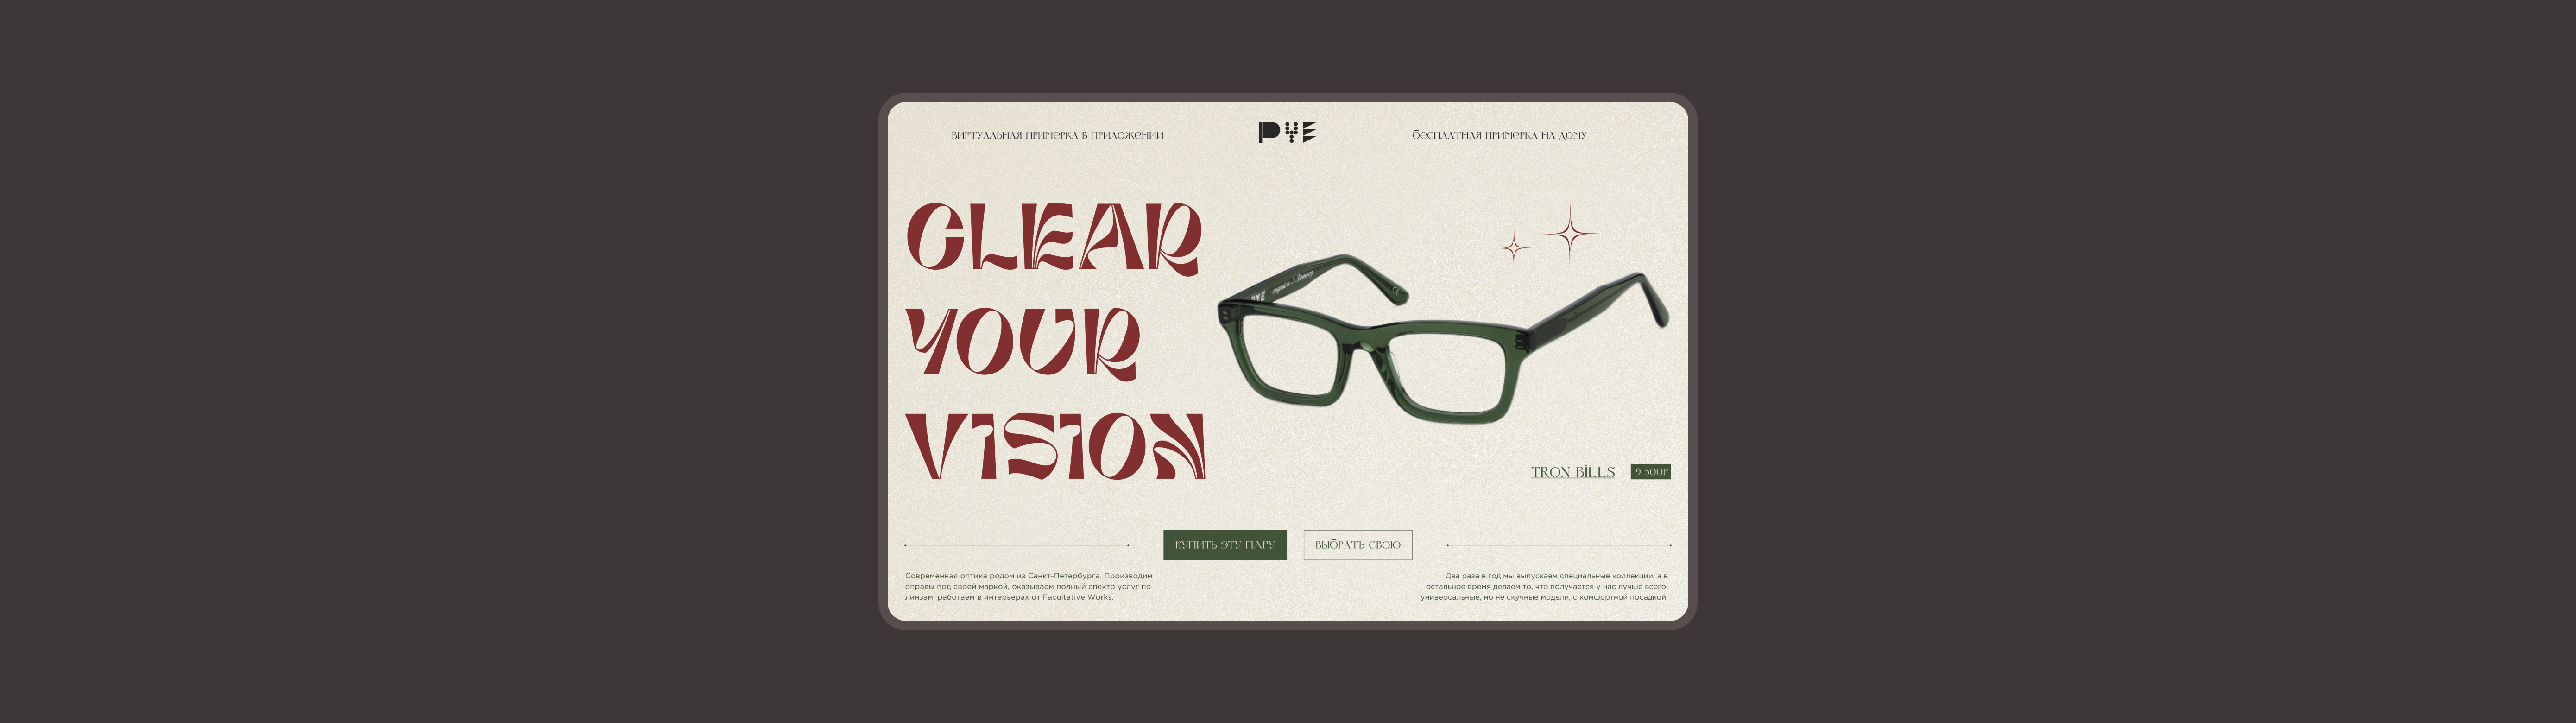 ВИРТУАЛЬНАЯ ПРИМЕРКА В ПРИЛОЖЕНИИ
PYE
БЕСПЛАТНАЯ ПРИМЕРКА НА ДОМУ
CLEAR
YOUR
VISION
TRON BILLS
9 500Р
КУПИТЬ ЭТУ ПАРУ
ВЫБРАТЬ СВОЮ
Современная оптика родом из Санкт-Петербурга. Производим
оправы под своей маркой, оказываем полный спектр услуг по
линзам, работаем в интерьерах от Facultative Works.
Два раза в год мы выпускаем специальные коллекции, а в
остальное время делаем то, что получается у нас лучше всего:
универсальные, но не скучные модели, с комфортной посадкой.